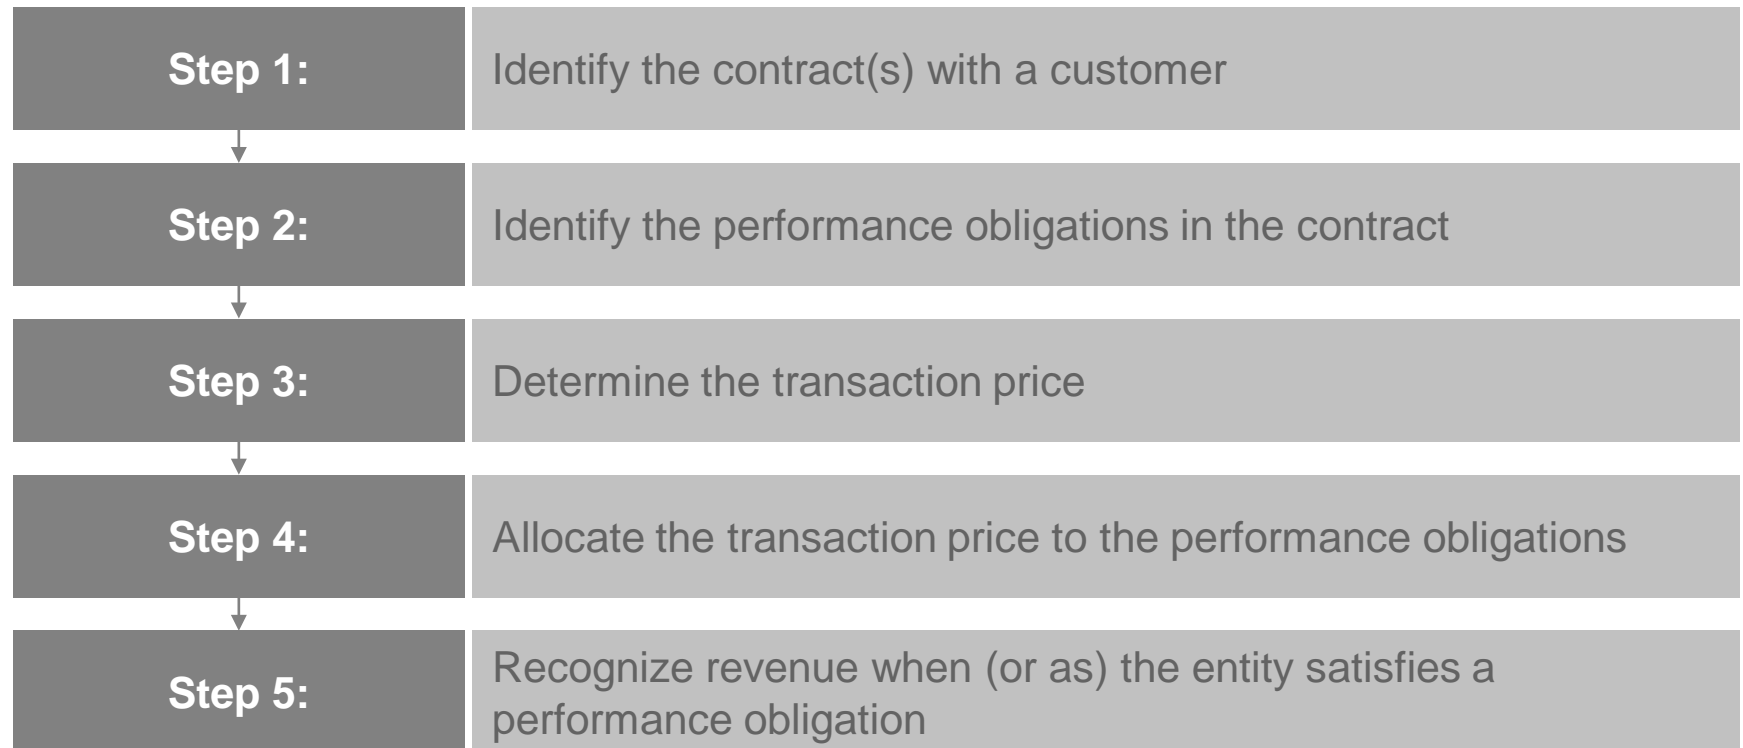 Step 1:
Identify the contract(s) with a customer
Step 2:
Identify the performance obligations in the contract
Step 3:
Determine the transaction price
Step 4:
Allocate the transaction price to the performance obligations
Step 5:
Recognize revenue when (or as) the entity satisfies a
performance obligation